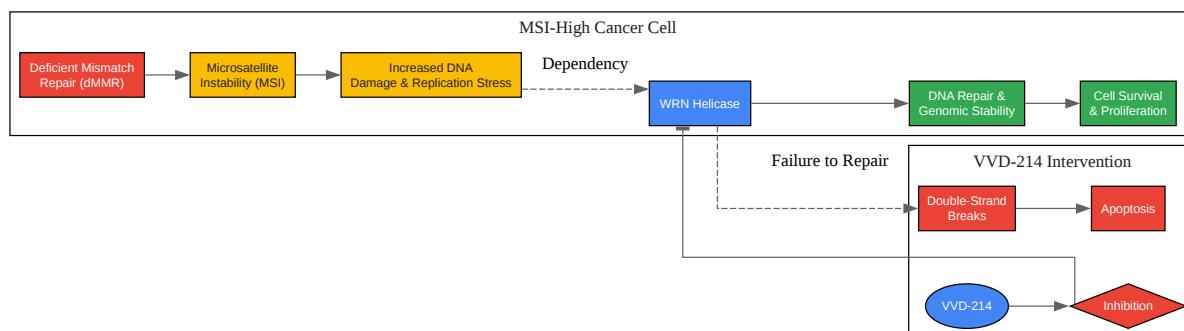 MSI-High Cancer Cell
Deficient Mismatch
Repair (dMMR)
Microsatellite
Instability (MSI)
Increased DNA
Damage & Replication Stress
Dependency
WRN Helicase
DNA Repair &
Genomic Stability
Cell Survival
& Proliferation
Failure to Repair
VVD-214 Intervention
Double-Strand
Breaks
Apoptosis
VVD-214
Inhibition